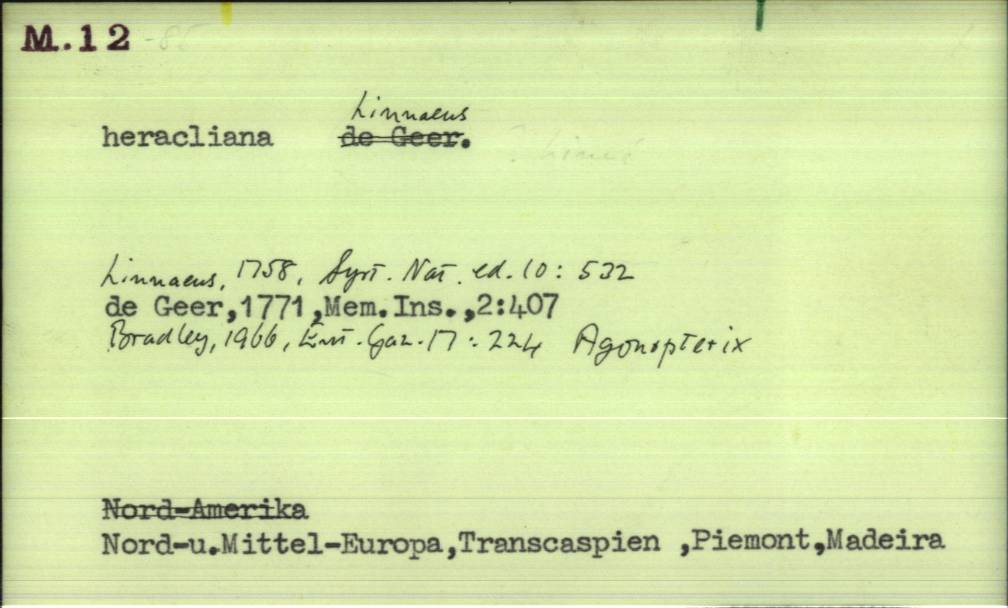 M.12
Linnaeus
heracliana de Geer.
Linnaeus, 1758, Syst. Nat. ed. 10: 532
de Geer,1771,Mem.Ins.,2:407
Bradley, 1966, Ent. Gaz. 17: 224 Agonopterix
Nord-Amerika
Nord-u.Mittel-Europa,Transcaspien ,Piemont,Madeira